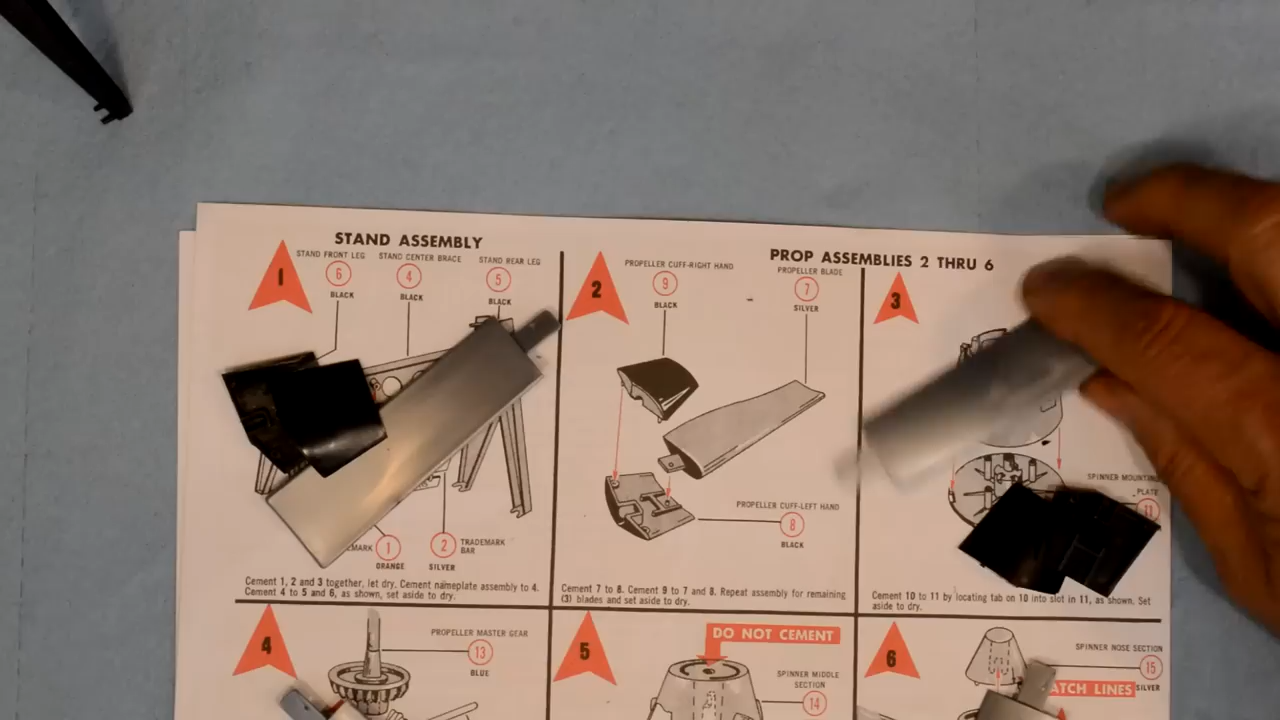 STAND ASSEMBLY
PROP ASSEMBLIES 2 THRU 6
1
STAND FRONT LEG
6
BLACK
STAND CENTER BRACE
4
BLACK
STAND REAR LEG
5
BLACK
1
ORANGE
2
TRADEMARK
BAR
SILVER
Cement 1, 2 and 3 together, let dry. Cement nameplate assembly to 4.
Cement 4 to 5 and 6, as shown, set aside to dry.
2
PROPELLER CUFF-RIGHT HAND
9
BLACK
PROPELLER BLADE
7
SILVER
PROPELLER CUFF-LEFT HAND
8
BLACK
Cement 7 to 8. Cement 9 to 7 and 8. Repeat assembly for remaining
(3) blades and set aside to dry.
3
SPINNER MOUNTING
PLATE
11
Cement 10 to 11 by locating tab on 10 into slot in 11, as shown. Set
aside to dry.
4
PROPELLER MASTER GEAR
13
BLUE
5
DO NOT CEMENT
SPINNER MIDDLE
SECTION
14
6
SPINNER NOSE SECTION
15
SILVER
LINES